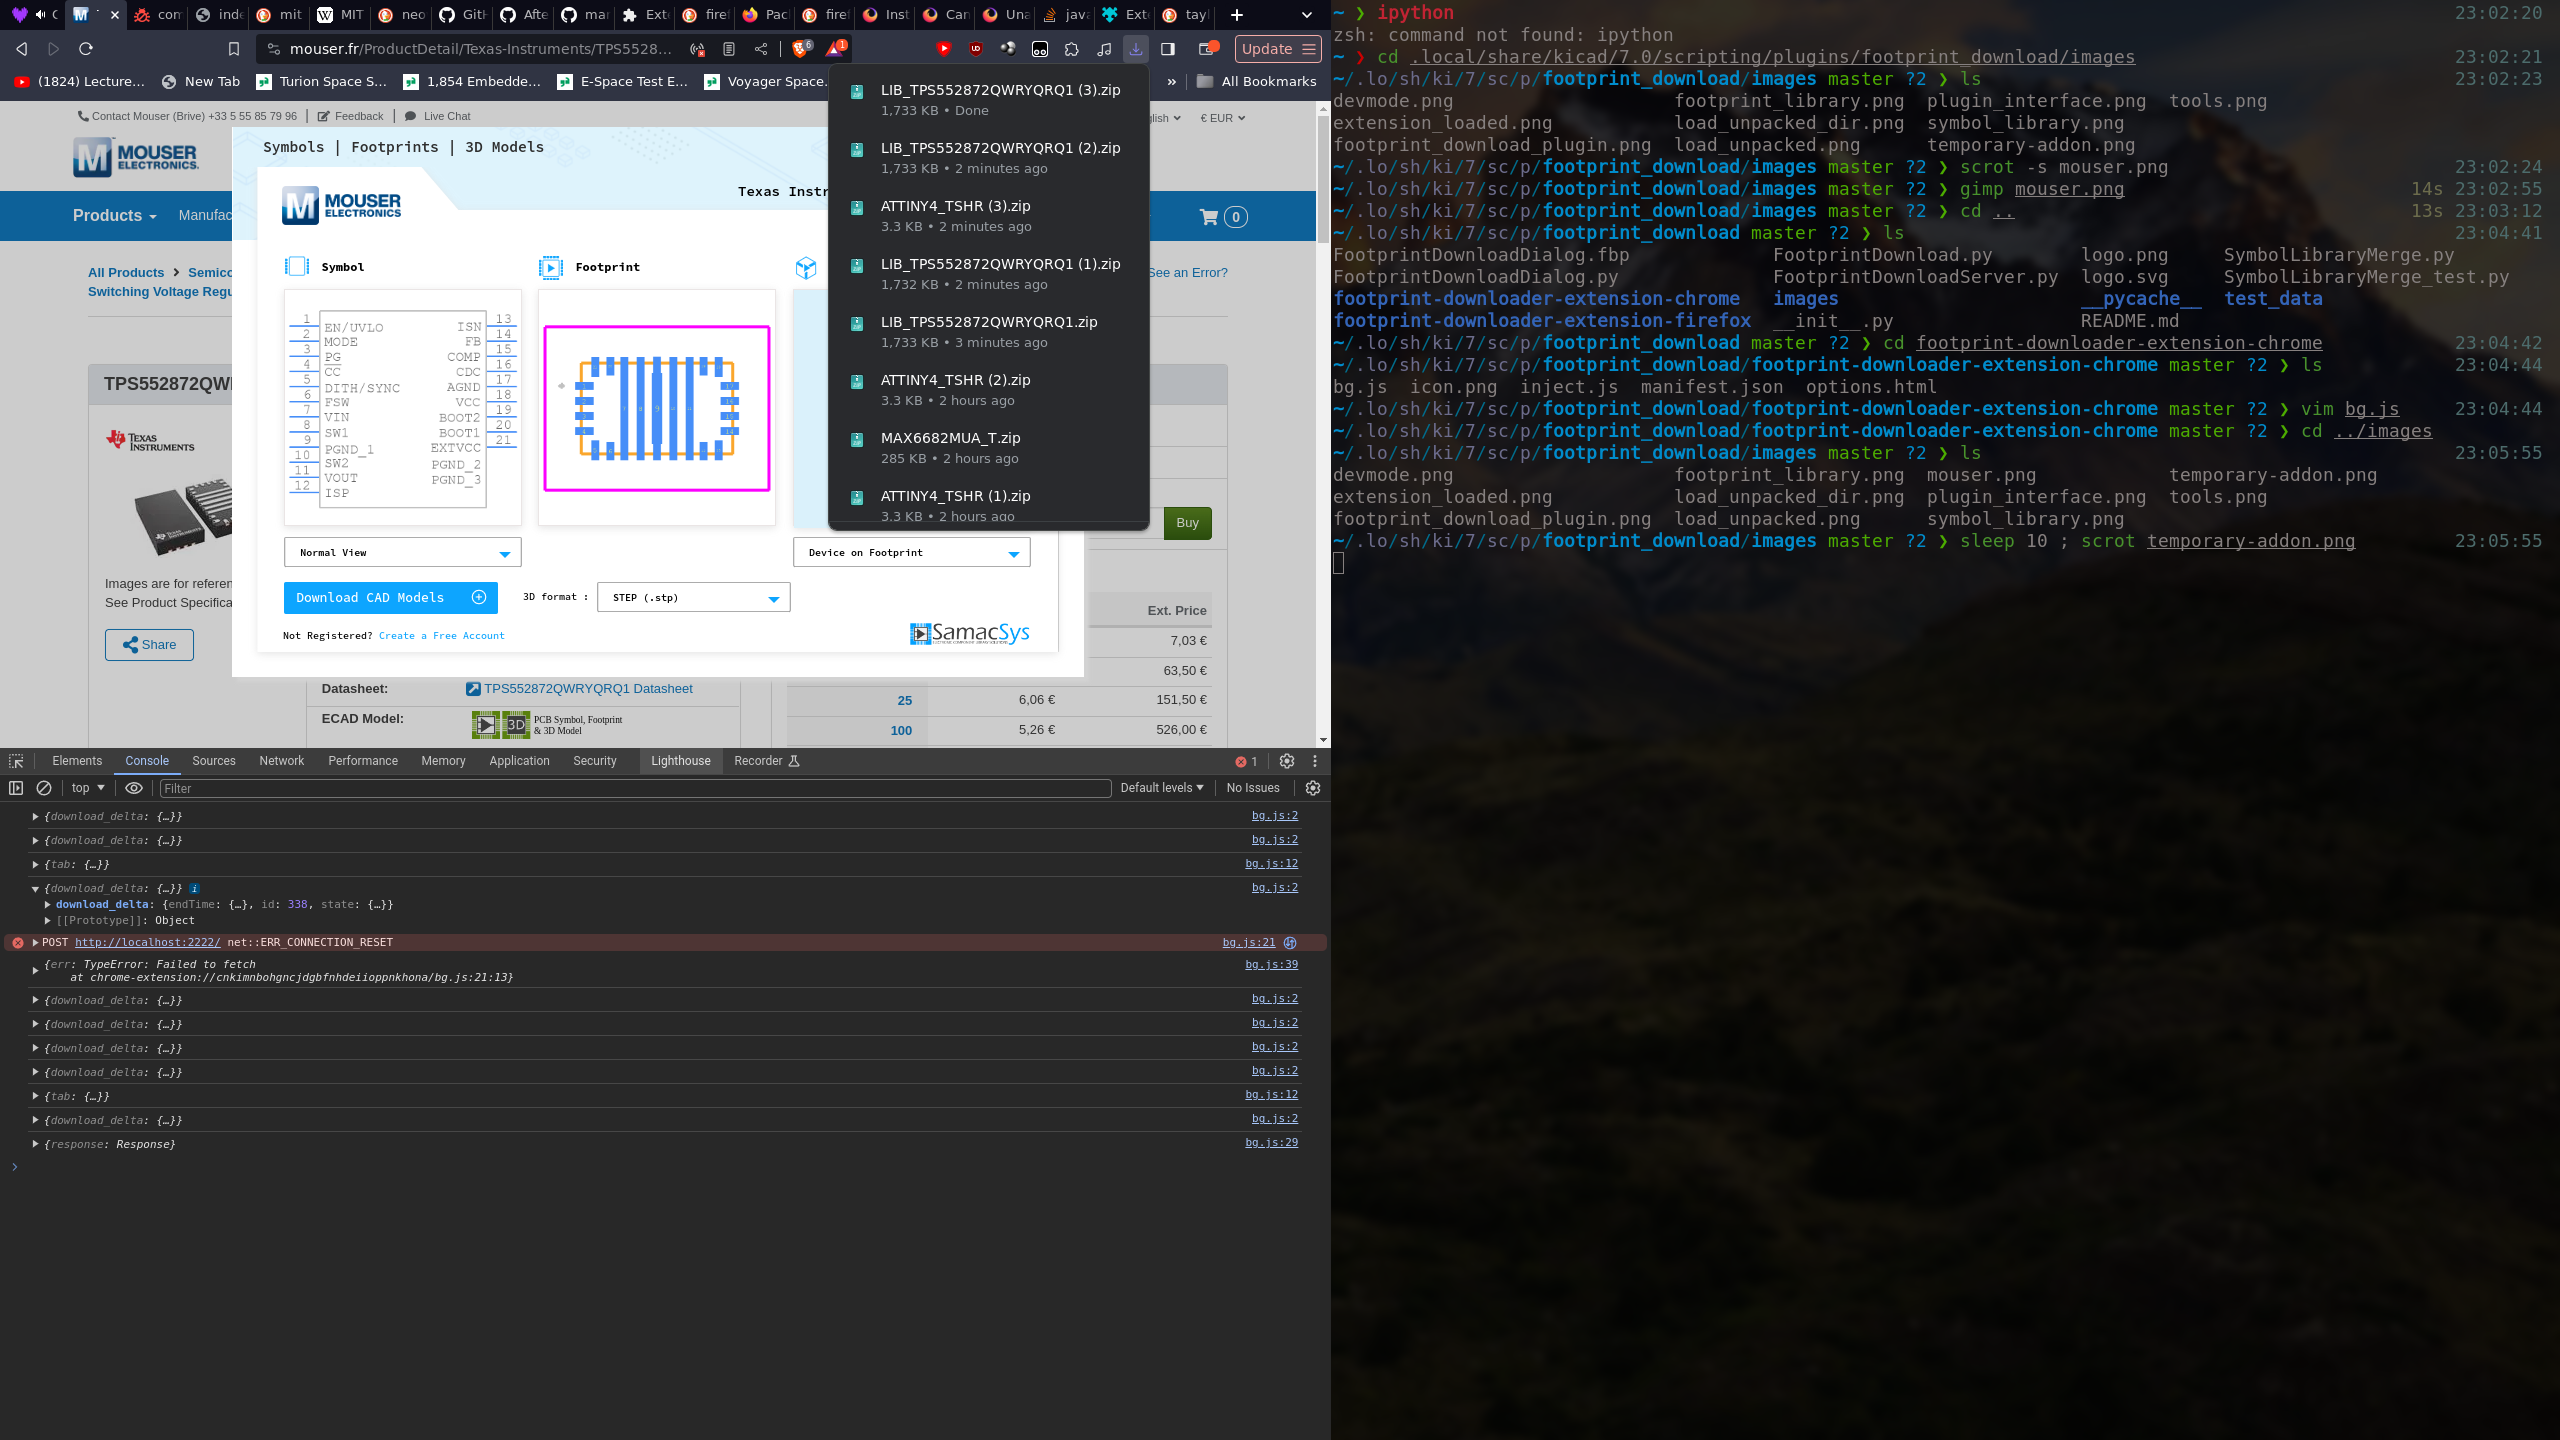 com
inde
mit
MIT
neo
Gith
Afte
mar
Exte
firef
Pac
firef
Inst
Can
Una
java
Exte
tayl
mouser.fr/ProductDetail/Texas-Instruments/TPS5528...
6
1
Update
(1824) Lecture...
New Tab
Turion Space S...
1,854 Embedde...
E-Space Test E...
Voyager Space...
»
All Bookmarks
Contact Mouser (Brive) +33 5 55 85 79 96 | Feedback | Live Chat
glish
€ EUR
MOUSER
ELECTRONICS.
Products
Manufac
0
All Products > Semico
Switching Voltage Regu
See an Error?
TPS552872QW
TEXAS
INSTRUMENTS
Images are for referen
See Product Specifica
Share
Symbols | Footprints | 3D Models
MOUSER
ELECTRONICS
Texas Instr
Symbol
Footprint
1 EN/UVLO ISN 13
2 MODE FB 14
3 PG COMP 15
4 CC CDC 16
5 DITH/SYNC AGND 17
6 FSW VCC 18
7 VIN BOOT2 19
8 SW1 BOOT1 20
9 PGND_1 EXTVCC 21
10 SW2 PGND_2
11 VOUT PGND_3
12 ISP
Normal View
Device on Footprint
Download CAD Models
3D format :
STEP (.stp)
Not Registered? Create a Free Account
SamacSys
Datasheet:
TPS552872QWRYQRQ1 Datasheet
ECAD Model:
3D
PCB Symbol, Footprint
& 3D Model
Buy
Ext. Price
7,03 €
63,50 €
25 6,06 € 151,50 €
100 5,26 € 526,00 €
LIB_TPS552872QWRYQRQ1 (3).zip
1,733 KB • Done
LIB_TPS552872QWRYQRQ1 (2).zip
1,733 KB • 2 minutes ago
ATTINY4_TSHR (3).zip
3.3 KB • 2 minutes ago
LIB_TPS552872QWRYQRQ1 (1).zip
1,732 KB • 2 minutes ago
LIB_TPS552872QWRYQRQ1.zip
1,733 KB • 3 minutes ago
ATTINY4_TSHR (2).zip
3.3 KB • 2 hours ago
MAX6682MUA_T.zip
285 KB • 2 hours ago
ATTINY4_TSHR (1).zip
3.3 KB • 2 hours ago
Elements Console Sources Network Performance Memory Application Security Lighthouse Recorder 1
top Filter Default levels No Issues
{download_delta: {…}} bg.js:2
{download_delta: {…}} bg.js:2
{tab: {…}} bg.js:12
{download_delta: {…}} i bg.js:2
download_delta: {endTime: {…}, id: 338, state: {…}}
[[Prototype]]: Object
POST http://localhost:2222/ net::ERR_CONNECTION_RESET bg.js:21
{err: TypeError: Failed to fetch bg.js:39
at chrome-extension://cnkimnbohgncjdgbfnhdeiioppnkhona/bg.js:21:13}
{download_delta: {…}} bg.js:2
{download_delta: {…}} bg.js:2
{download_delta: {…}} bg.js:2
{download_delta: {…}} bg.js:2
{tab: {…}} bg.js:12
{download_delta: {…}} bg.js:2
{response: Response} bg.js:29
~ ❯ ipython 23:02:20
zsh: command not found: ipython
~ ❯ cd .local/share/kicad/7.0/scripting/plugins/footprint_download/images 23:02:21
~/.lo/sh/ki/7/sc/p/footprint_download/images master ?2 ❯ ls 23:02:23
devmode.png footprint_library.png plugin_interface.png tools.png
extension_loaded.png load_unpacked_dir.png symbol_library.png
footprint_download_plugin.png load_unpacked.png temporary-addon.png
~/.lo/sh/ki/7/sc/p/footprint_download/images master ?2 ❯ scrot -s mouser.png 23:02:24
~/.lo/sh/ki/7/sc/p/footprint_download/images master ?2 ❯ gimp mouser.png 14s 23:02:55
~/.lo/sh/ki/7/sc/p/footprint_download/images master ?2 ❯ cd .. 13s 23:03:12
~/.lo/sh/ki/7/sc/p/footprint_download master ?2 ❯ ls 23:04:41
FootprintDownloadDialog.fbp FootprintDownload.py logo.png SymbolLibraryMerge.py
FootprintDownloadDialog.py FootprintDownloadServer.py logo.svg SymbolLibraryMerge_test.py
footprint-downloader-extension-chrome images __pycache__ test_data
footprint-downloader-extension-firefox __init__.py README.md
~/.lo/sh/ki/7/sc/p/footprint_download master ?2 ❯ cd footprint-downloader-extension-chrome 23:04:42
~/.lo/sh/ki/7/sc/p/footprint_download/footprint-downloader-extension-chrome master ?2 ❯ ls 23:04:44
bg.js icon.png inject.js manifest.json options.html
~/.lo/sh/ki/7/sc/p/footprint_download/footprint-downloader-extension-chrome master ?2 ❯ vim bg.js 23:04:44
~/.lo/sh/ki/7/sc/p/footprint_download/footprint-downloader-extension-chrome master ?2 ❯ cd ../images
~/.lo/sh/ki/7/sc/p/footprint_download/images master ?2 ❯ ls 23:05:55
devmode.png footprint_library.png mouser.png temporary-addon.png
extension_loaded.png load_unpacked_dir.png plugin_interface.png tools.png
footprint_download_plugin.png load_unpacked.png symbol_library.png
~/.lo/sh/ki/7/sc/p/footprint_download/images master ?2 ❯ sleep 10 ; scrot temporary-addon.png 23:05:55